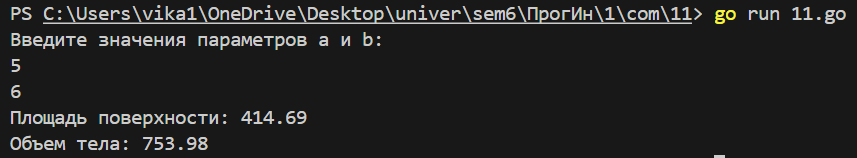 PS C:\Users\vika1\OneDrive\Desktop\univer\sem6\ПрогИн\1\com\11> go run 11.go
Введите значения параметров a и b:
5
6
Площадь поверхности: 414.69
Объем тела: 753.98